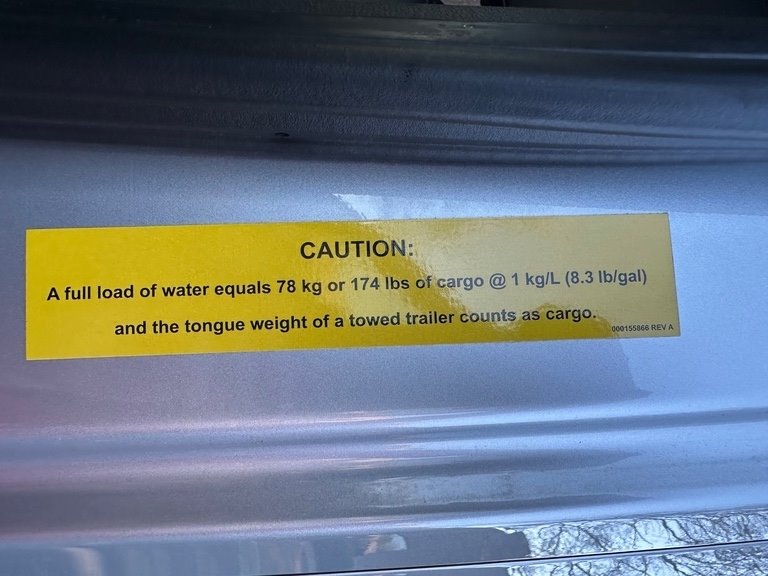 CAUTION:
A full load of water equals 78 kg or 174 lbs of cargo @ 1 kg/L (8.3 lb/gal)
and the tongue weight of a towed trailer counts as cargo.
000155866 REV A